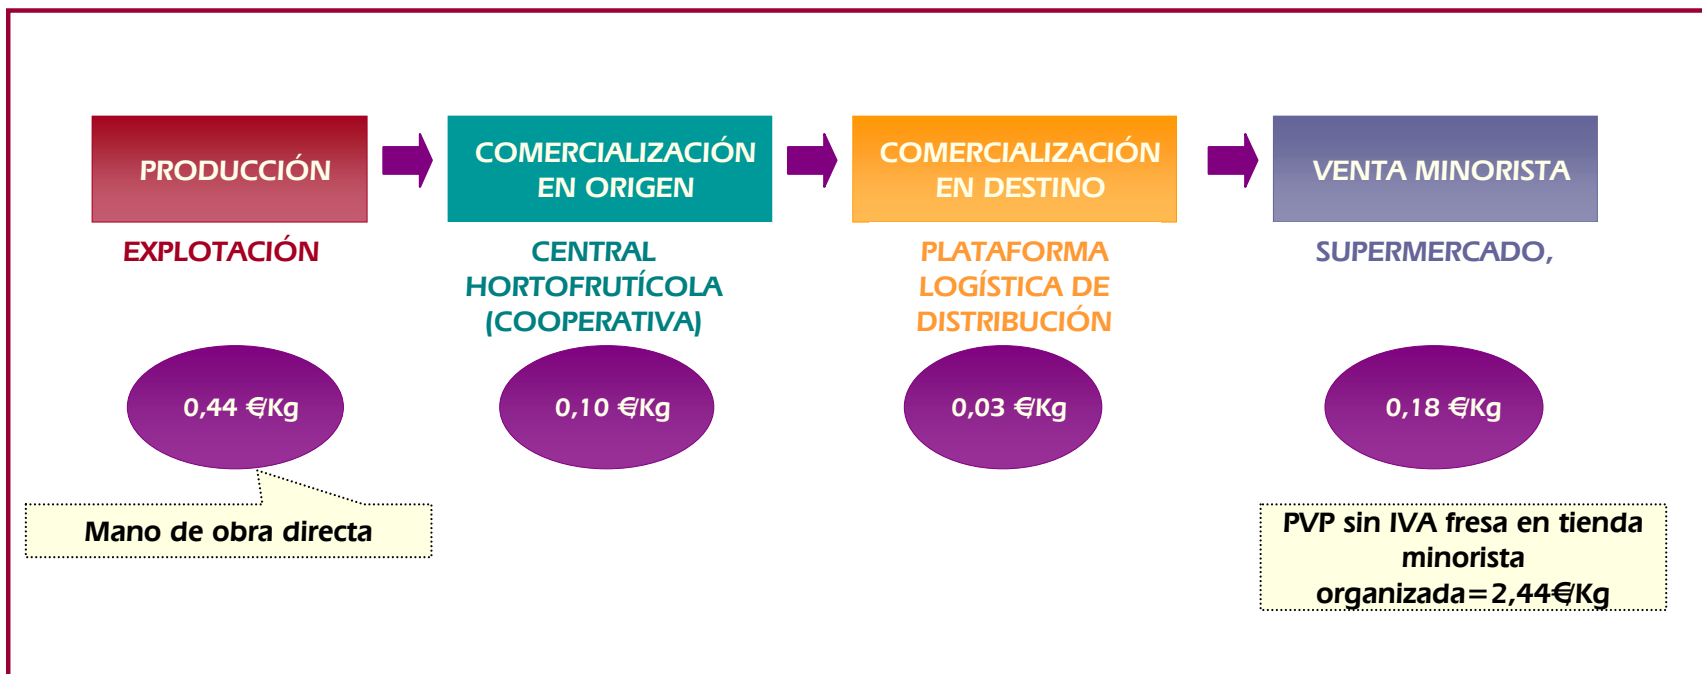 PRODUCCIÓN
COMERCIALIZACIÓN
EN ORIGEN
COMERCIALIZACIÓN
EN DESTINO
VENTA MINORISTA
EXPLOTACIÓN
CENTRAL
HORTOFRUTÍCOLA
(COOPERATIVA)
PLATAFORMA
LOGÍSTICA DE
DISTRIBUCIÓN
SUPERMERCADO,
0,44 €/Kg
0,10 €/Kg
0,03 €/Kg
0,18 €/Kg
Mano de obra directa
PVP sin IVA fresa en tienda
minorista
organizada=2,44€/Kg